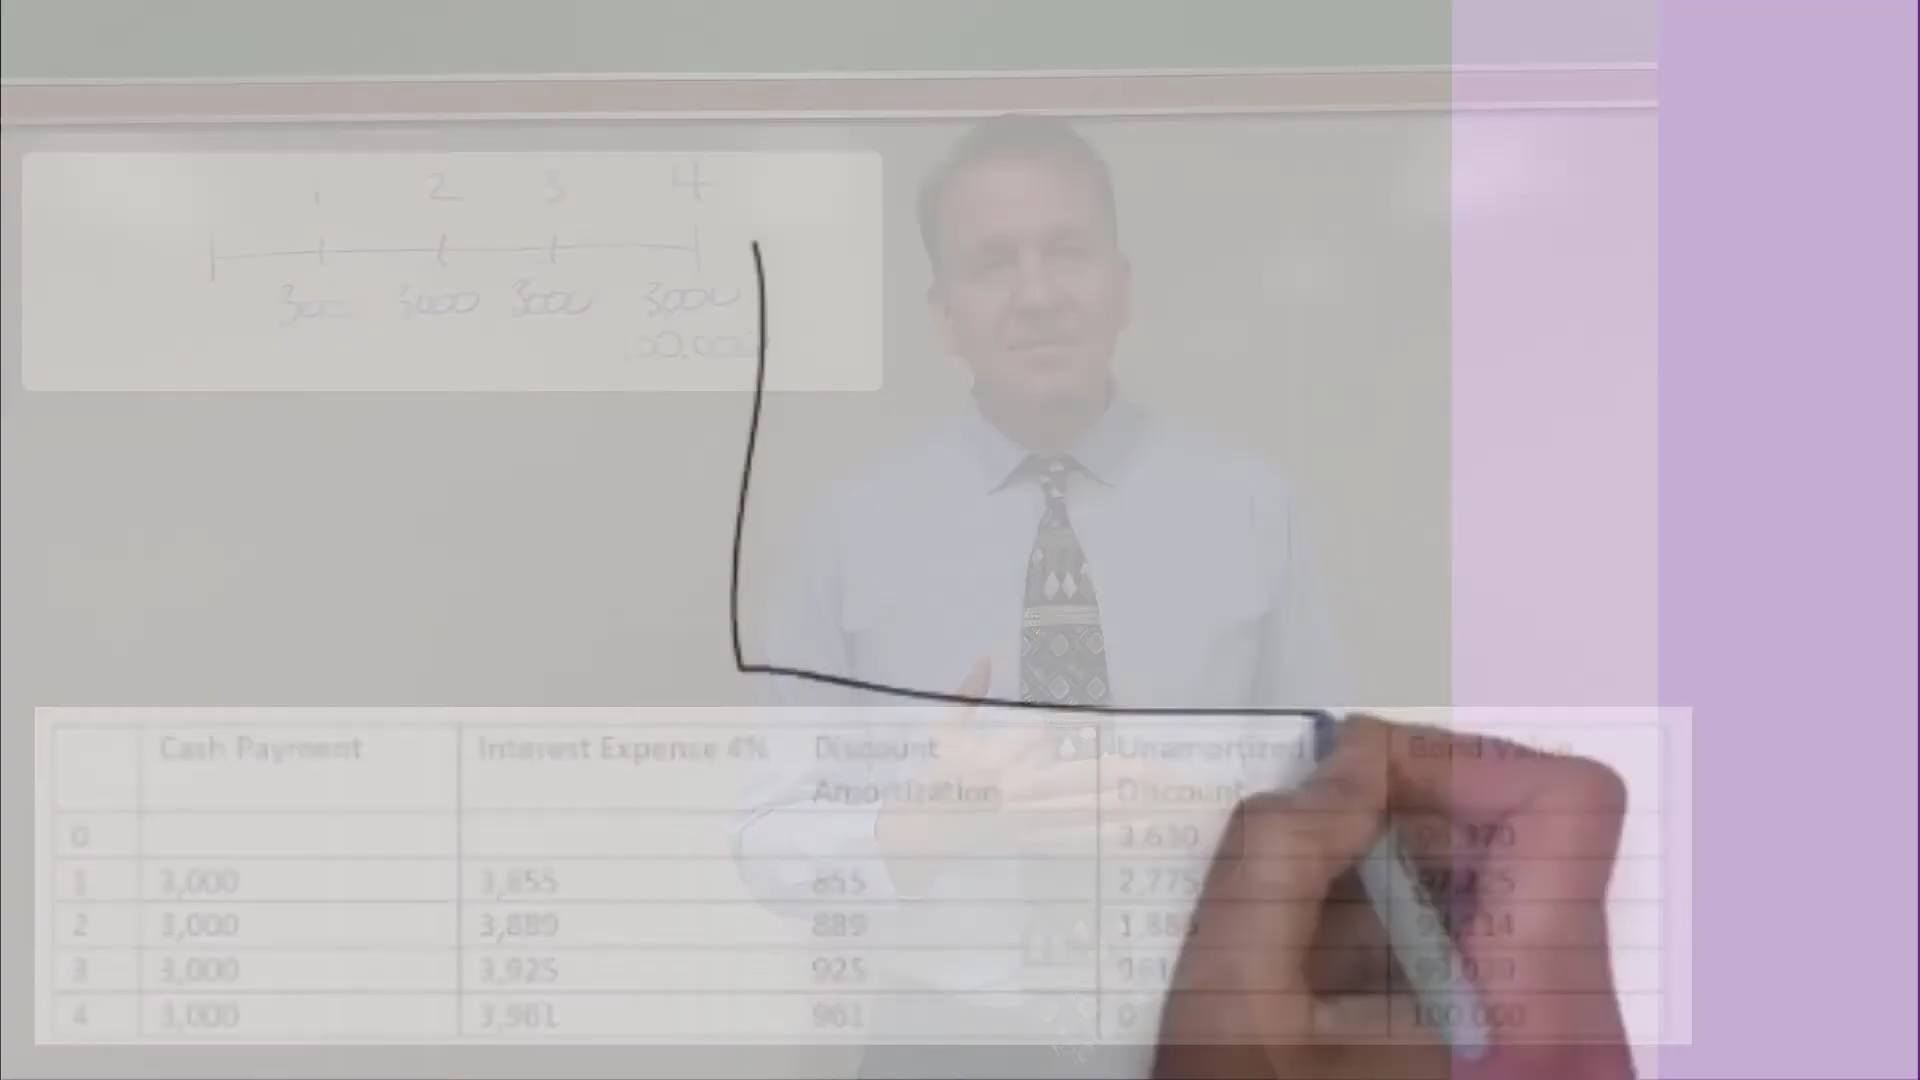 1 2 3 4
3000 3000 3000
Cash Payment Interest Expense 4% Discount Amortization Unamortized Discount Bond Value
0 3,630
1 3,000 3,855 855 2,775
2 3,000 3,889 889
3 3,000 3,925 925
4 3,000 3,961 961 0 100,000